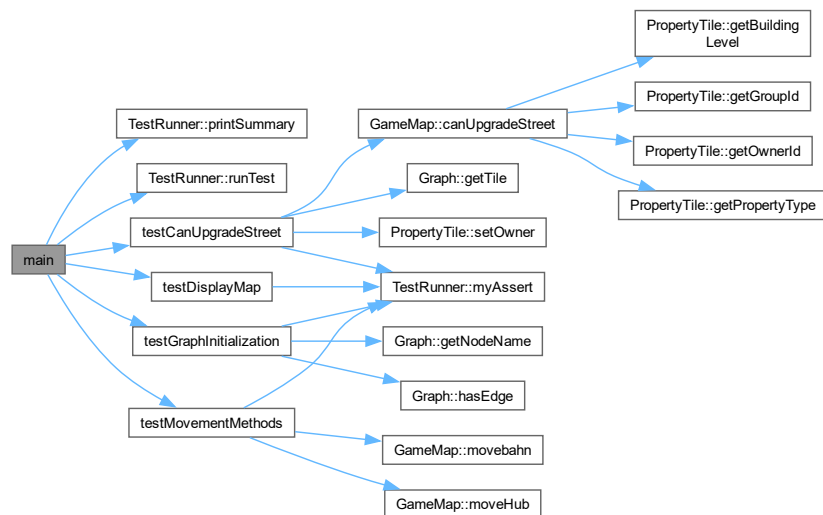 main
TestRunner::printSummary
TestRunner::runTest
testCanUpgradeStreet
testDisplayMap
testGraphInitialization
testMovementMethods
GameMap::canUpgradeStreet
Graph::getTile
PropertyTile::setOwner
TestRunner::myAssert
Graph::getNodeName
Graph::hasEdge
GameMap::movebahn
GameMap::moveHub
PropertyTile::getBuilding
Level
PropertyTile::getGroupId
PropertyTile::getOwnerId
PropertyTile::getPropertyType